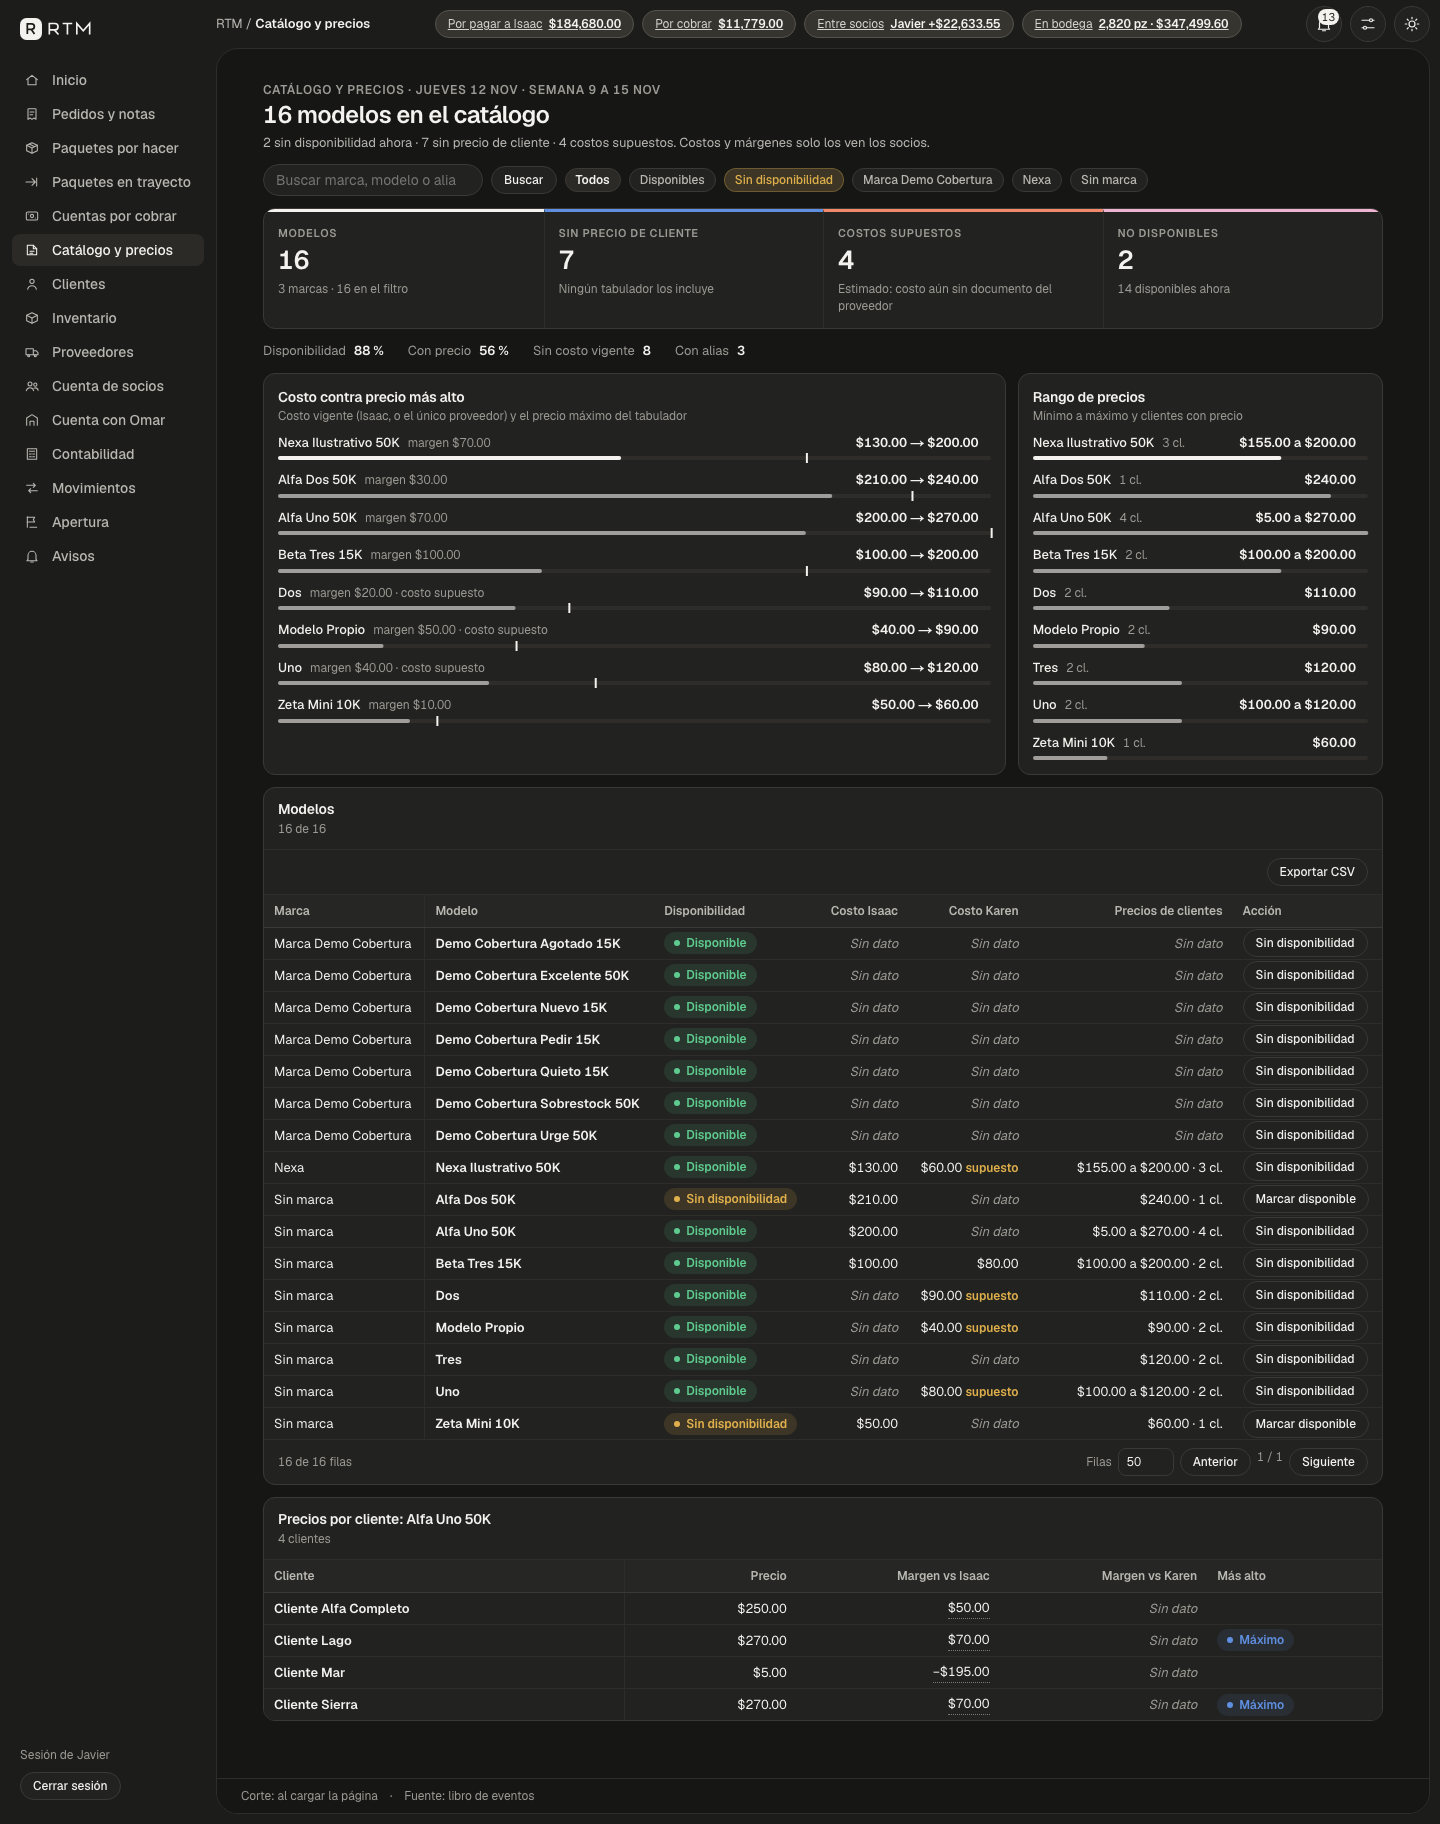 R RTM
RTM / Catálogo y precios
Por pagar a Isaac $184,680.00
Por cobrar $11,779.00
Entre socios Javier +$22,633.55
En bodega 2,820 pz · $347,499.60
13
Inicio
Pedidos y notas
Paquetes por hacer
Paquetes en trayecto
Cuentas por cobrar
Catálogo y precios
Clientes
Inventario
Proveedores
Cuenta de socios
Cuenta con Omar
Contabilidad
Movimientos
Apertura
Avisos
Sesión de Javier
Cerrar sesión
CATÁLOGO Y PRECIOS · JUEVES 12 NOV · SEMANA 9 A 15 NOV
16 modelos en el catálogo
2 sin disponibilidad ahora · 7 sin precio de cliente · 4 costos supuestos. Costos y márgenes solo los ven los socios.
Buscar marca, modelo o alia Buscar Todos Disponibles Sin disponibilidad Marca Demo Cobertura Nexa Sin marca
MODELOS
16
3 marcas · 16 en el filtro
SIN PRECIO DE CLIENTE
7
Ningún tabulador los incluye
COSTOS SUPUESTOS
4
Estimado: costo aún sin documento del
proveedor
NO DISPONIBLES
2
14 disponibles ahora
Disponibilidad 88 % Con precio 56 % Sin costo vigente 8 Con alias 3
Costo contra precio más alto
Costo vigente (Isaac, o el único proveedor) y el precio máximo del tabulador
Nexa Ilustrativo 50K margen $70.00 $130.00 → $200.00
Alfa Dos 50K margen $30.00 $210.00 → $240.00
Alfa Uno 50K margen $70.00 $200.00 → $270.00
Beta Tres 15K margen $100.00 $100.00 → $200.00
Dos margen $20.00 · costo supuesto $90.00 → $110.00
Modelo Propio margen $50.00 · costo supuesto $40.00 → $90.00
Uno margen $40.00 · costo supuesto $80.00 → $120.00
Zeta Mini 10K margen $10.00 $50.00 → $60.00
Rango de precios
Mínimo a máximo y clientes con precio
Nexa Ilustrativo 50K 3 cl. $155.00 a $200.00
Alfa Dos 50K 1 cl. $240.00
Alfa Uno 50K 4 cl. $5.00 a $270.00
Beta Tres 15K 2 cl. $100.00 a $200.00
Dos 2 cl. $110.00
Modelo Propio 2 cl. $90.00
Tres 2 cl. $120.00
Uno 2 cl. $100.00 a $120.00
Zeta Mini 10K 1 cl. $60.00
Modelos
16 de 16
Exportar CSV
Marca Modelo Disponibilidad Costo Isaac Costo Karen Precios de clientes Acción
Marca Demo Cobertura Demo Cobertura Agotado 15K Disponible Sin dato Sin dato Sin dato Sin disponibilidad
Marca Demo Cobertura Demo Cobertura Excelente 50K Disponible Sin dato Sin dato Sin dato Sin disponibilidad
Marca Demo Cobertura Demo Cobertura Nuevo 15K Disponible Sin dato Sin dato Sin dato Sin disponibilidad
Marca Demo Cobertura Demo Cobertura Pedir 15K Disponible Sin dato Sin dato Sin dato Sin disponibilidad
Marca Demo Cobertura Demo Cobertura Quieto 15K Disponible Sin dato Sin dato Sin dato Sin disponibilidad
Marca Demo Cobertura Demo Cobertura Sobrestock 50K Disponible Sin dato Sin dato Sin dato Sin disponibilidad
Marca Demo Cobertura Demo Cobertura Urge 50K Disponible Sin dato Sin dato Sin dato Sin disponibilidad
Nexa Nexa Ilustrativo 50K Disponible $130.00 $60.00 supuesto $155.00 a $200.00 · 3 cl. Sin disponibilidad
Sin marca Alfa Dos 50K Sin disponibilidad $210.00 Sin dato $240.00 · 1 cl. Marcar disponible
Sin marca Alfa Uno 50K Disponible $200.00 Sin dato $5.00 a $270.00 · 4 cl. Sin disponibilidad
Sin marca Beta Tres 15K Disponible $100.00 $80.00 $100.00 a $200.00 · 2 cl. Sin disponibilidad
Sin marca Dos Disponible Sin dato $90.00 supuesto $110.00 · 2 cl. Sin disponibilidad
Sin marca Modelo Propio Disponible Sin dato $40.00 supuesto $90.00 · 2 cl. Sin disponibilidad
Sin marca Tres Disponible Sin dato Sin dato $120.00 · 2 cl. Sin disponibilidad
Sin marca Uno Disponible Sin dato $80.00 supuesto $100.00 a $120.00 · 2 cl. Sin disponibilidad
Sin marca Zeta Mini 10K Sin disponibilidad $50.00 Sin dato $60.00 · 1 cl. Marcar disponible
16 de 16 filas Filas 50 Anterior 1 / 1 Siguiente
Precios por cliente: Alfa Uno 50K
4 clientes
Cliente Precio Margen vs Isaac Margen vs Karen Más alto
Cliente Alfa Completo $250.00 $50.00 Sin dato
Cliente Lago $270.00 $70.00 Sin dato Máximo
Cliente Mar $5.00 −$195.00 Sin dato
Cliente Sierra $270.00 $70.00 Sin dato Máximo
Corte: al cargar la página · Fuente: libro de eventos